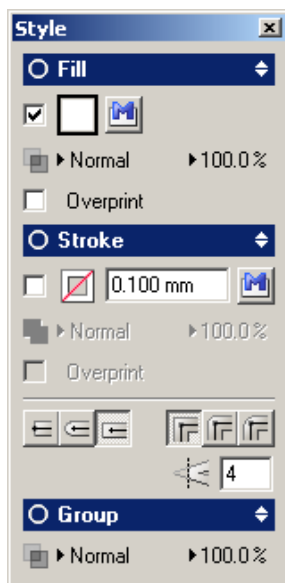 Style
Fill
Normal 100.0%
Overprint
Stroke
0.100 mm
Normal 100.0%
Overprint
4
Group
Normal 100.0%